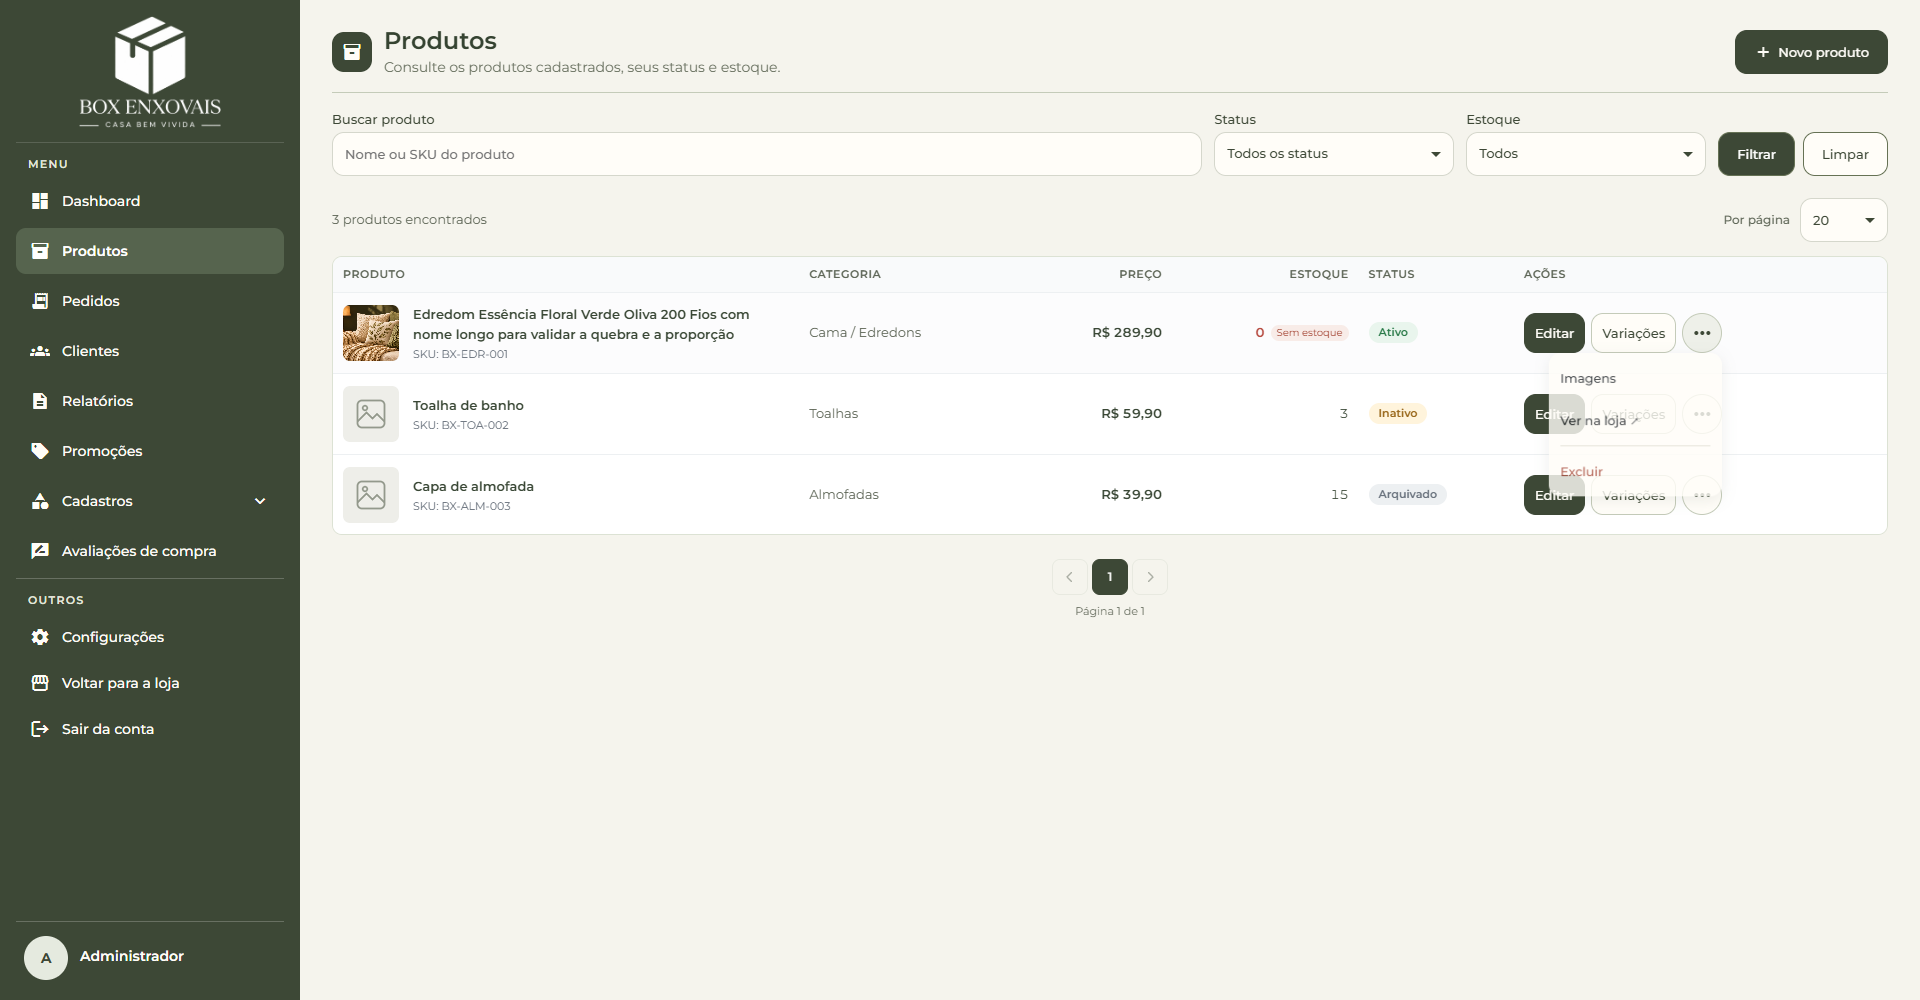 BOX ENXOVAIS
CASA BEM VIVIDA
MENU
Dashboard
Produtos
Pedidos
Clientes
Relatórios
Promoções
Cadastros
Avaliações de compra
OUTROS
Configurações
Voltar para a loja
Sair da conta
A
Administrador
Produtos
Consulte os produtos cadastrados, seus status e estoque.
+ Novo produto
Buscar produto
Nome ou SKU do produto
Status
Todos os status
Estoque
Todos
Filtrar
Limpar
3 produtos encontrados
Por página
20
PRODUTO CATEGORIA PREÇO ESTOQUE STATUS AÇÕES
Edredom Essência Floral Verde Oliva 200 Fios com
nome longo para validar a quebra e a proporção
SKU: BX-EDR-001
Cama / Edredons
R$ 289,90
0 Sem estoque
Ativo
Editar
Variações
•••
Imagens
Ver na loja ↗
Excluir
Toalha de banho
SKU: BX-TOA-002
Toalhas
R$ 59,90
3
Inativo
Editar
Variações
•••
Capa de almofada
SKU: BX-ALM-003
Almofadas
R$ 39,90
15
Arquivado
Editar
Variações
•••
1
Página 1 de 1